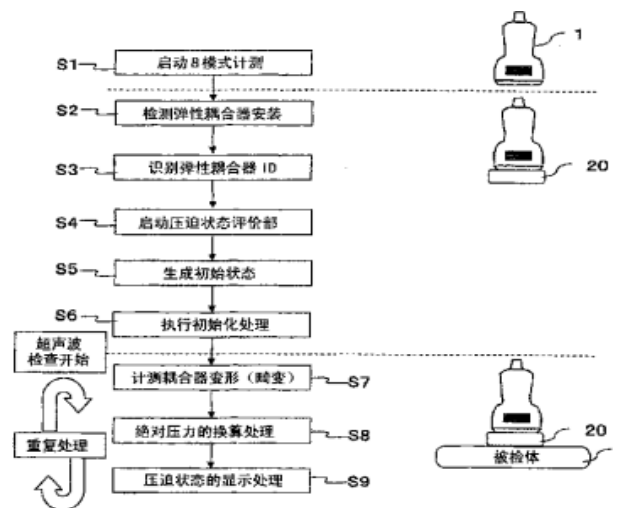 S1
启动B模式计测
1
S2
检测弹性耦合器安装
S3
识别弹性耦合器 ID
20
S4
启动压迫状态评价部
S5
生成初始状态
S6
执行初始化处理
超声波
检查开始
计测耦合器变形（畸变）
S7
重复处理
绝对压力的换算处理
S8
20
被检体
压迫状态的显示处理
S9